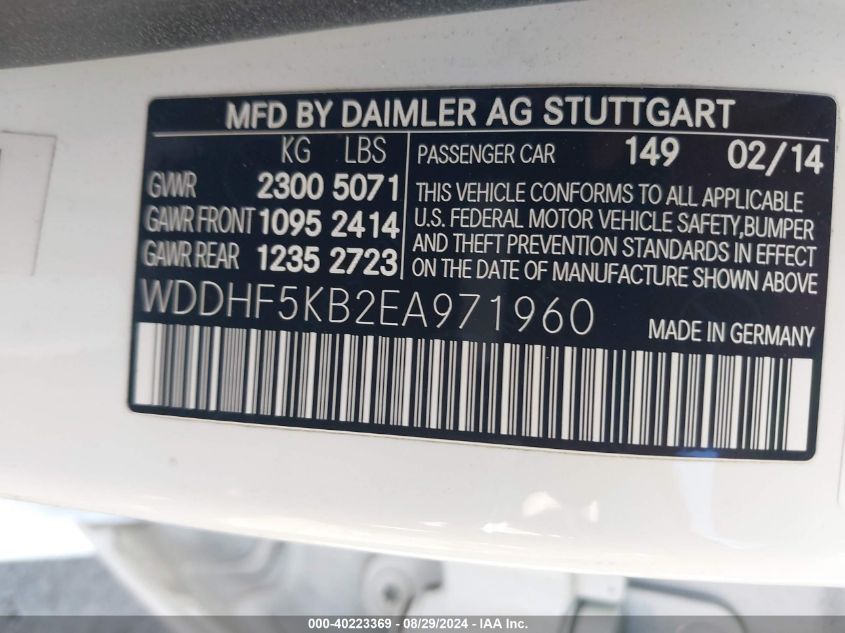 MFD BY DAIMLER AG STUTTGART
KG LBS
GVWR 2300 5071
GAWR FRONT 1095 2414
GAWR REAR 1235 2723
PASSENGER CAR 149 02/14
THIS VEHICLE CONFORMS TO ALL APPLICABLE
U.S. FEDERAL MOTOR VEHICLE SAFETY,BUMPER
AND THEFT PREVENTION STANDARDS IN EFFECT
ON THE DATE OF MANUFACTURE SHOWN ABOVE
WDDHF5KB2EA971960
MADE IN GERMANY
000-40223369 - 08/29/2024 - IAA Inc.